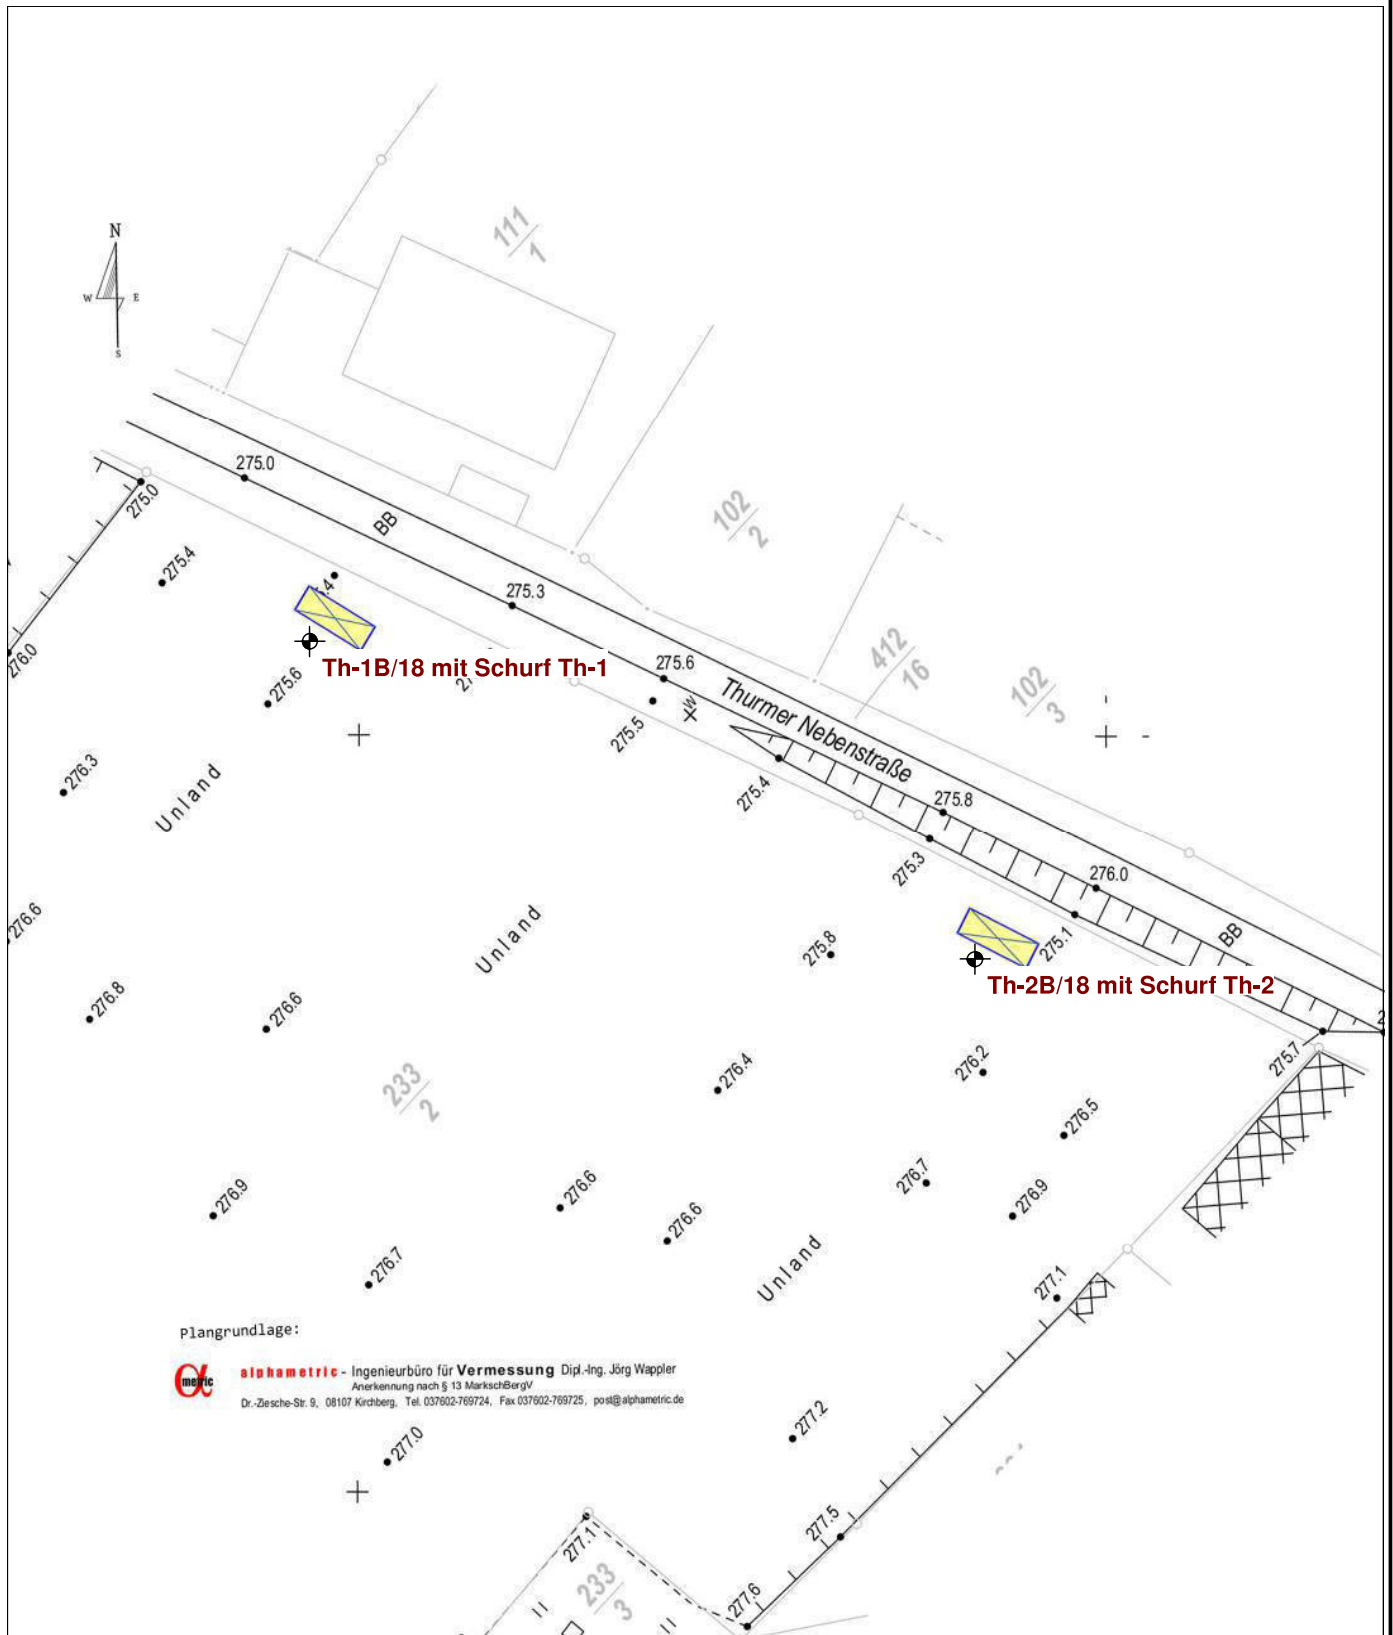 N
W
E
S
111
1
275.0
275.0
BB
275.4
275.3
102
2
276.0
275.6
Th-1B/18 mit Schurf Th-1
275.6
275.5
W
412
16
102
3
Thurmer Nebenstraße
276.3
Unland
275.4
275.8
275.3
276.0
276.6
Unland
275.8
275.1
BB
Th-2B/18 mit Schurf Th-2
276.8
276.6
275.7
276.2
276.4
233
2
276.5
276.9
276.6
276.7
276.9
276.6
276.7
Unland
277.1
Plangrundlage:
metric
alphametric - Ingenieurbüro für Vermessung Dipl.-Ing. Jörg Wappler
Anerkennung nach § 13 MarkschBergV
Dr.-Ziesche-Str. 9, 08107 Kirchberg, Tel. 037602-769724, Fax 037602-769725, post@alphametric.de
277.0
277.2
277.5
277.1
233
3
277.6